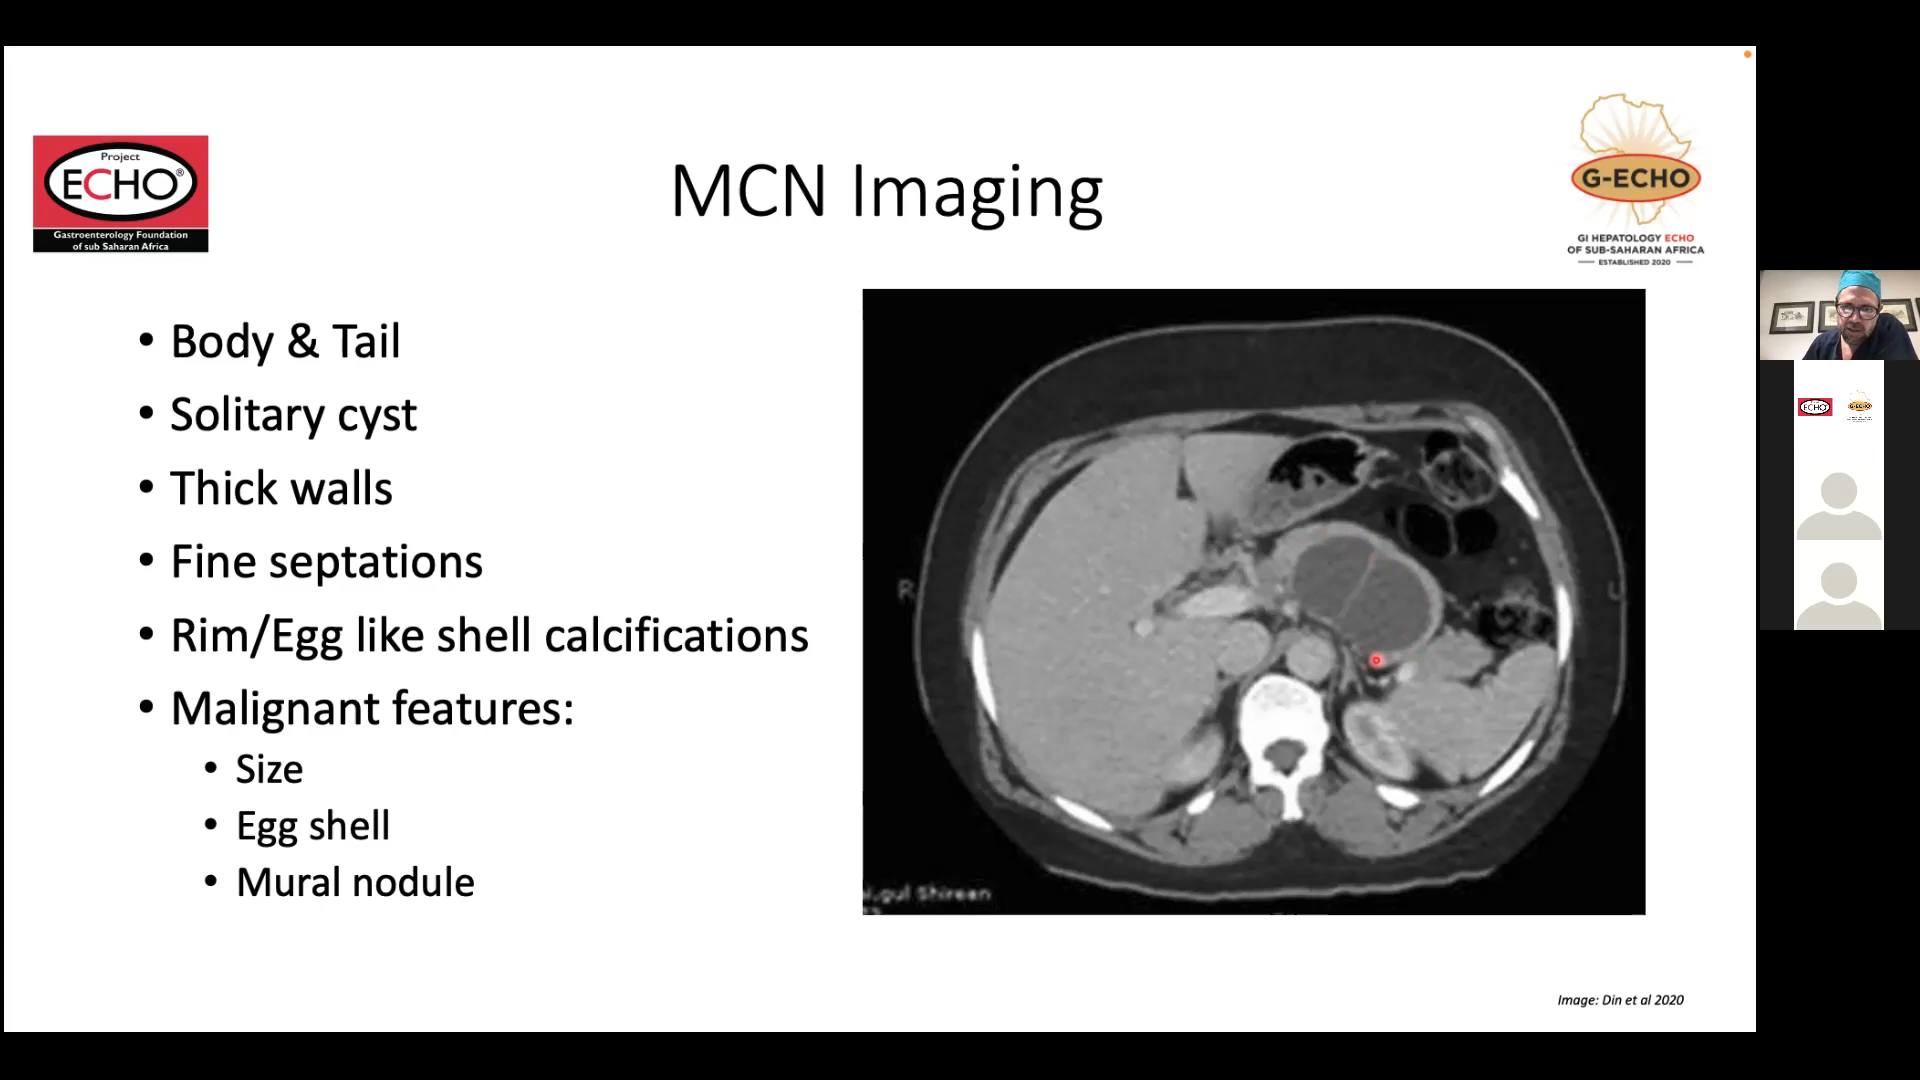 Project
ECHO®
Gastroenterology Foundation
of sub Saharan Africa
MCN Imaging
G-ECHO
GI HEPATOLOGY ECHO
OF SUB-SAHARAN AFRICA
ESTABLISHED 2020
• Body & Tail
• Solitary cyst
• Thick walls
• Fine septations
• Rim/Egg like shell calcifications
• Malignant features:
• Size
• Egg shell
• Mural nodule
R
Image: Din et al 2020
ECHO
G-ECHO